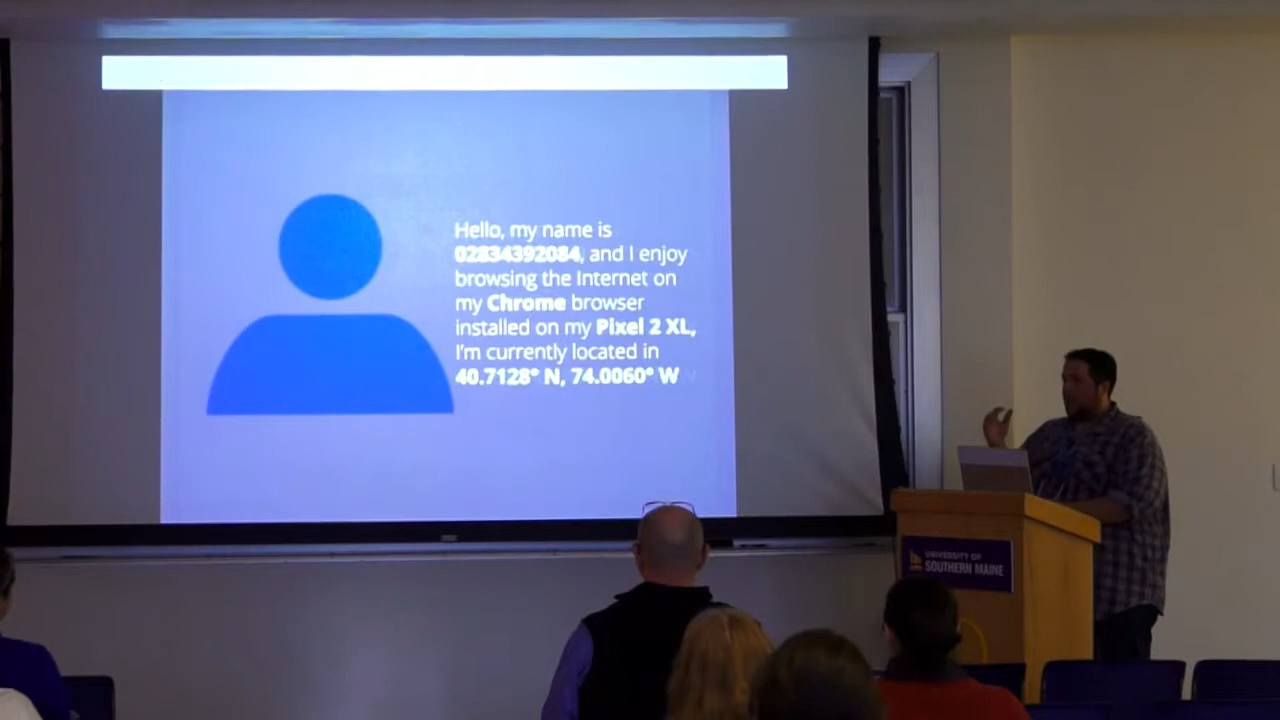 Hello, my name is
02834392084, and I enjoy
browsing the Internet on
my Chrome browser
installed on my Pixel 2 XL,
I'm currently located in
40.7128° N, 74.0060° W
UNIVERSITY OF
SOUTHERN MAINE